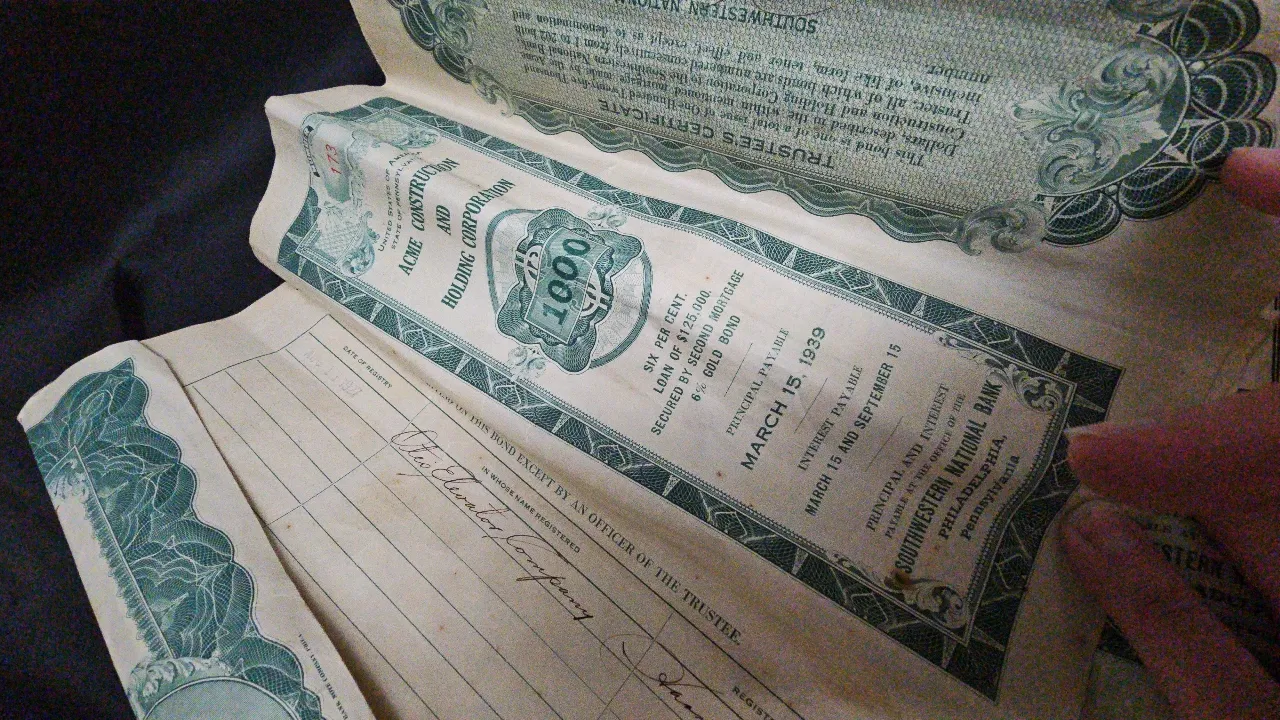 SOUTHWESTERN NATIONAL
number.
inclusive, of like form, tenor and effect, except as to denomination and
Trustee; all of which bonds are numbered consecutively from 1 to 202 both
Construction and Holding Corporation to the Southwestern National Bank,
Dollars, described in the within mentioned mortgage made by the Acme
This bond is one of a total issue of One Hundred Twenty-five Thousand
TRUSTEE'S CERTIFICATE
173
UNITED STATES OF AMERICA
STATE OF PENNSYLVANIA
ACME CONSTRUCTION
AND
HOLDING CORPORATION
1000
SIX PER CENT.
LOAN OF $125,000.
SECURED BY SECOND MORTGAGE
6% GOLD BOND
PRINCIPAL PAYABLE
MARCH 15, 1939
INTEREST PAYABLE
MARCH 15 AND SEPTEMBER 15
PRINCIPAL AND INTEREST
PAYABLE AT THE OFFICE OF THE
SOUTHWESTERN NATIONAL BANK
PHILADELPHIA,
Pennsylvania
ON THIS BOND EXCEPT BY AN OFFICER OF THE TRUSTEE.
DATE OF REGISTRY
IN WHOSE NAME REGISTERED
REGIST
Otis Elevator Company